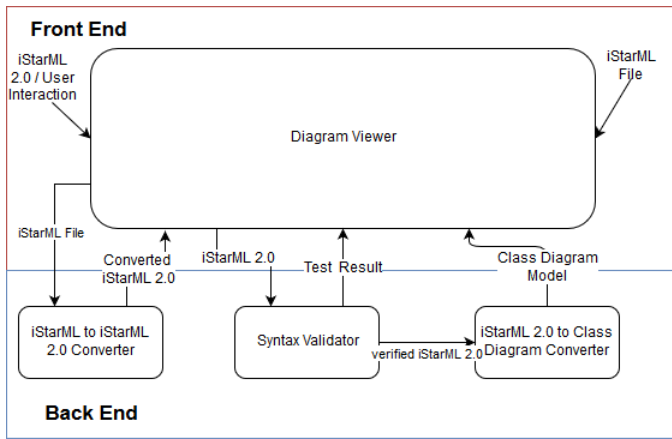 Front End
iStarML
2.0 / User
Interaction
iStarML
File
Diagram Viewer
iStarML File
Converted
iStarML 2.0
iStarML 2.0
Test Result
Class Diagram
Model
iStarML to iStarML
2.0 Converter
Syntax Validator
verified iStarML 2.0
iStarML 2.0 to Class
Diagram Converter
Back End